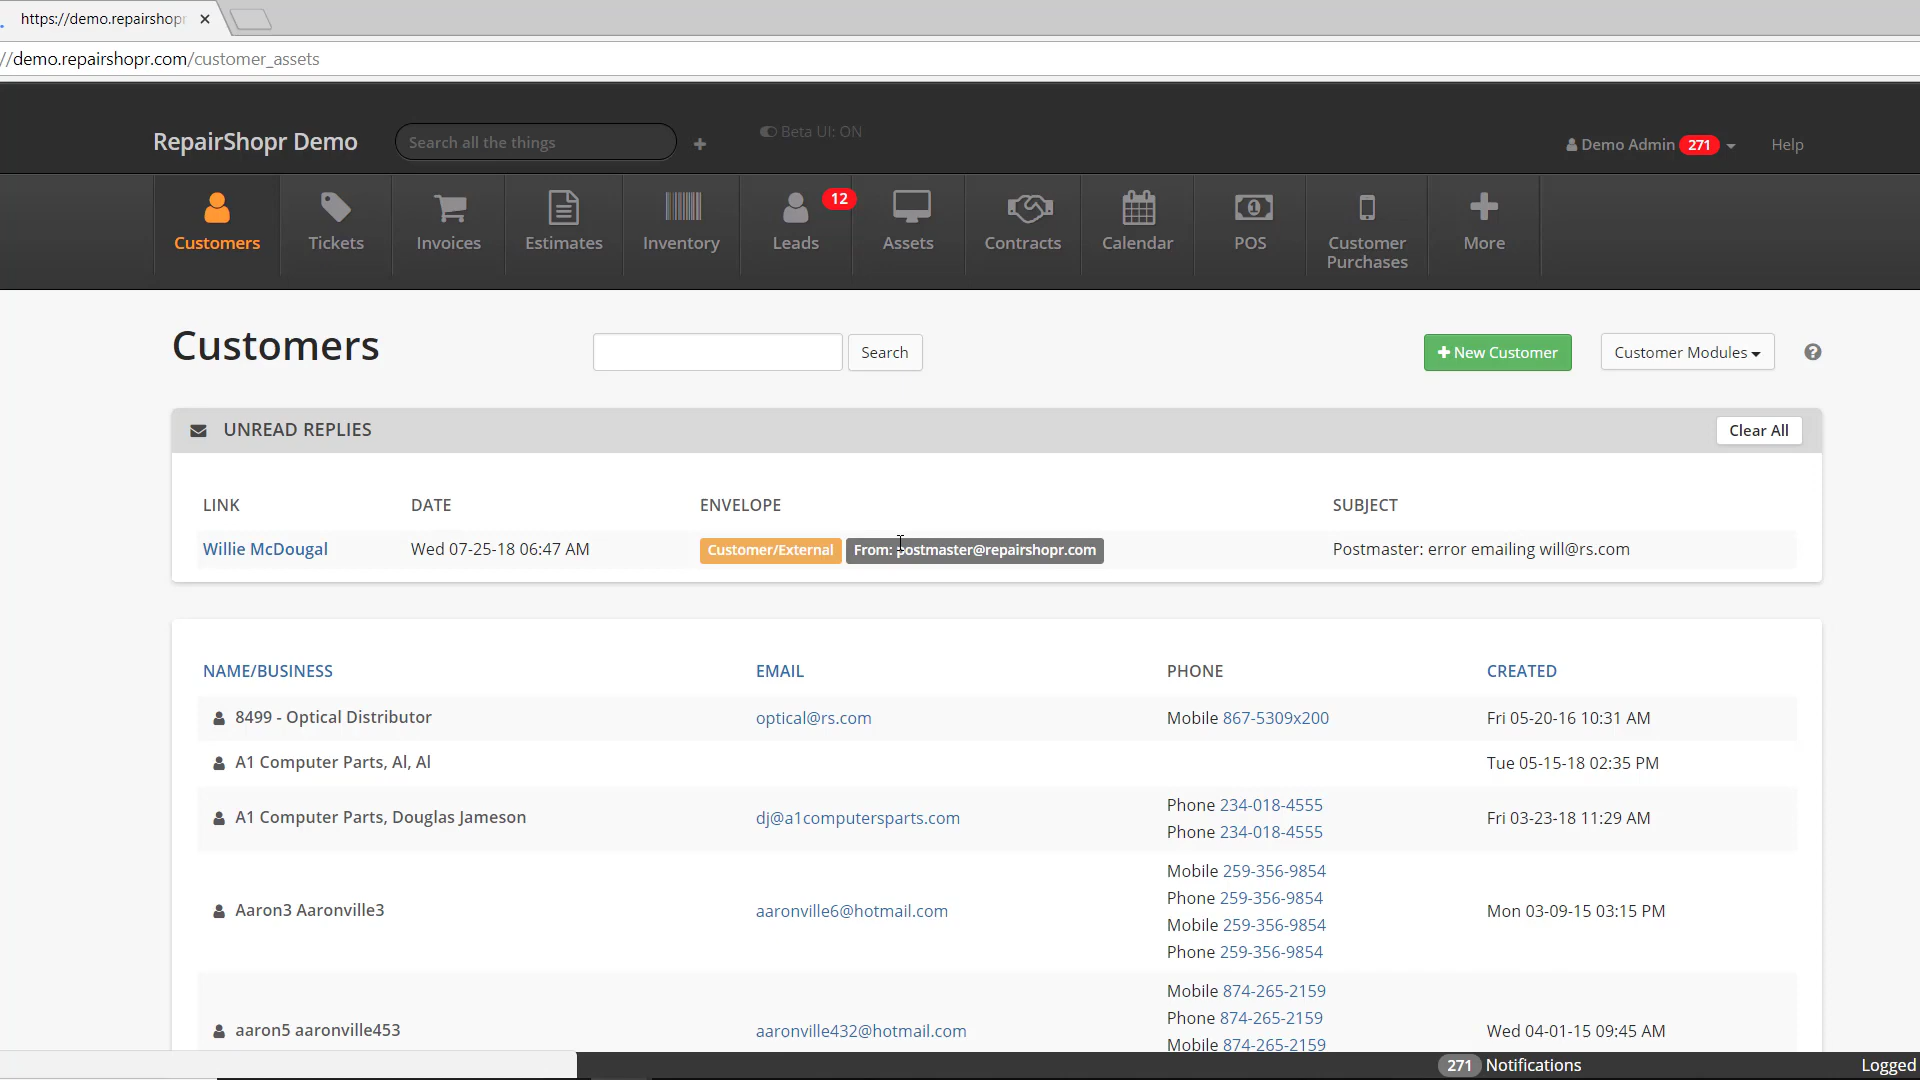 https://demo.repairshopr
//demo.repairshopr.com/customer_assets
RepairShopr Demo
Search all the things
Beta UI: ON
Demo Admin 271
Help
Customers
Tickets
Invoices
Estimates
Inventory
Leads 12
Assets
Contracts
Calendar
POS
Customer
Purchases
More
Customers
Search
New Customer
Customer Modules
UNREAD REPLIES
Clear All
LINK DATE ENVELOPE SUBJECT
Willie McDougal Wed 07-25-18 06:47 AM Customer/External From: postmaster@repairshopr.com Postmaster: error emailing will@rs.com
NAME/BUSINESS EMAIL PHONE CREATED
8499 - Optical Distributor optical@rs.com Mobile 867-5309x200 Fri 05-20-16 10:31 AM
A1 Computer Parts, Al, Al Tue 05-15-18 02:35 PM
A1 Computer Parts, Douglas Jameson dj@a1computersparts.com Phone 234-018-4555 Fri 03-23-18 11:29 AM
Phone 234-018-4555
Aaron3 Aaronville3 aaronville6@hotmail.com Mobile 259-356-9854 Mon 03-09-15 03:15 PM
Phone 259-356-9854
Mobile 259-356-9854
Phone 259-356-9854
aaron5 aaronville453 aaronville432@hotmail.com Mobile 874-265-2159 Wed 04-01-15 09:45 AM
Phone 874-265-2159
Mobile 874-265-2159
271 Notifications
Logged